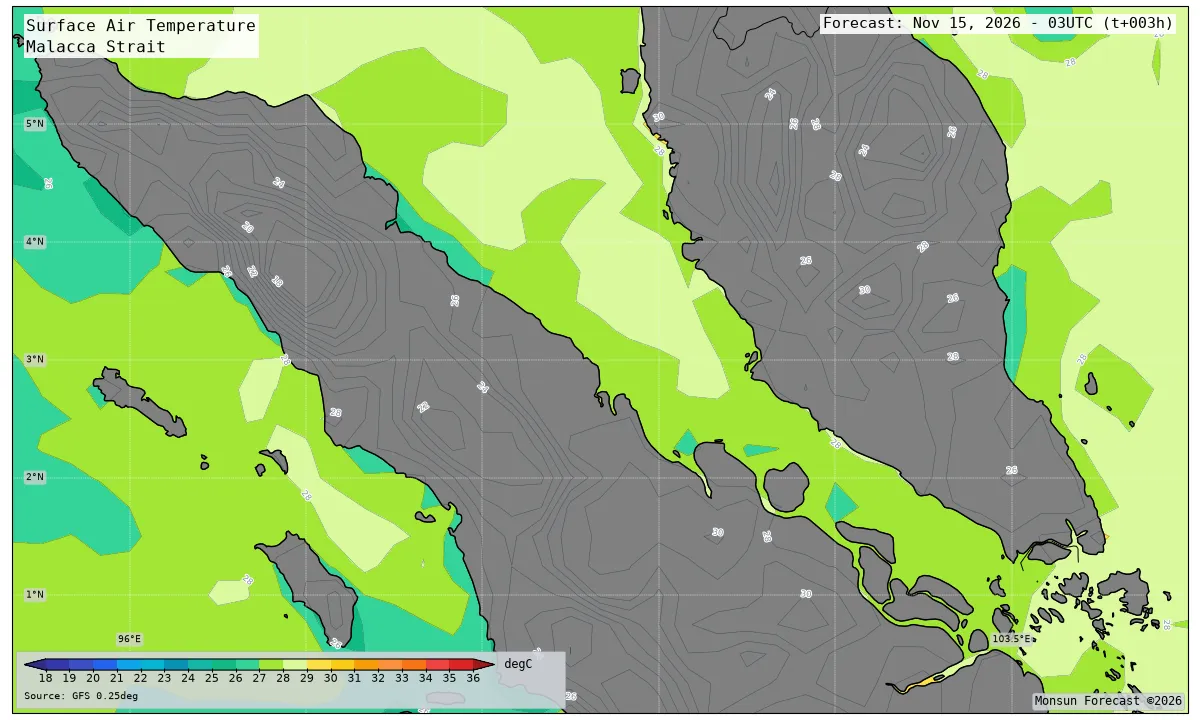 Surface Air Temperature
Malacca Strait
Forecast: Nov 15, 2026 - 03UTC (t+003h)
5°N
4°N
3°N
2°N
1°N
96°E
103.5°E
degC
18 19 20 21 22 23 24 25 26 27 28 29 30 31 32 33 34 35 36
Source: GFS 0.25deg
Monsun Forecast ©2026